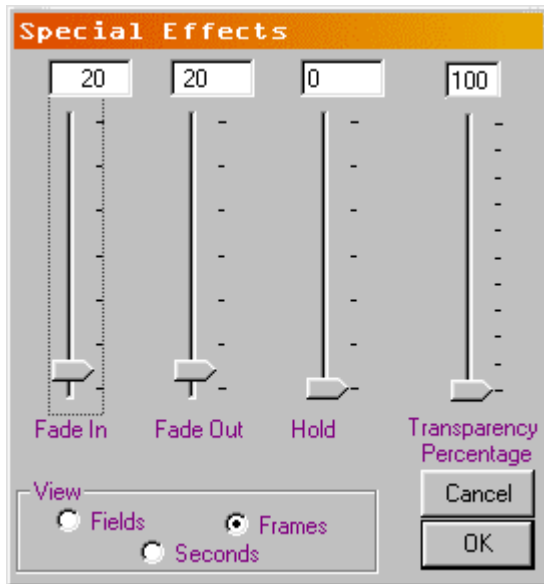 Special Effects
20 20 0 100
Fade In Fade Out Hold Transparency Percentage
View
Fields Frames
Seconds
Cancel
OK